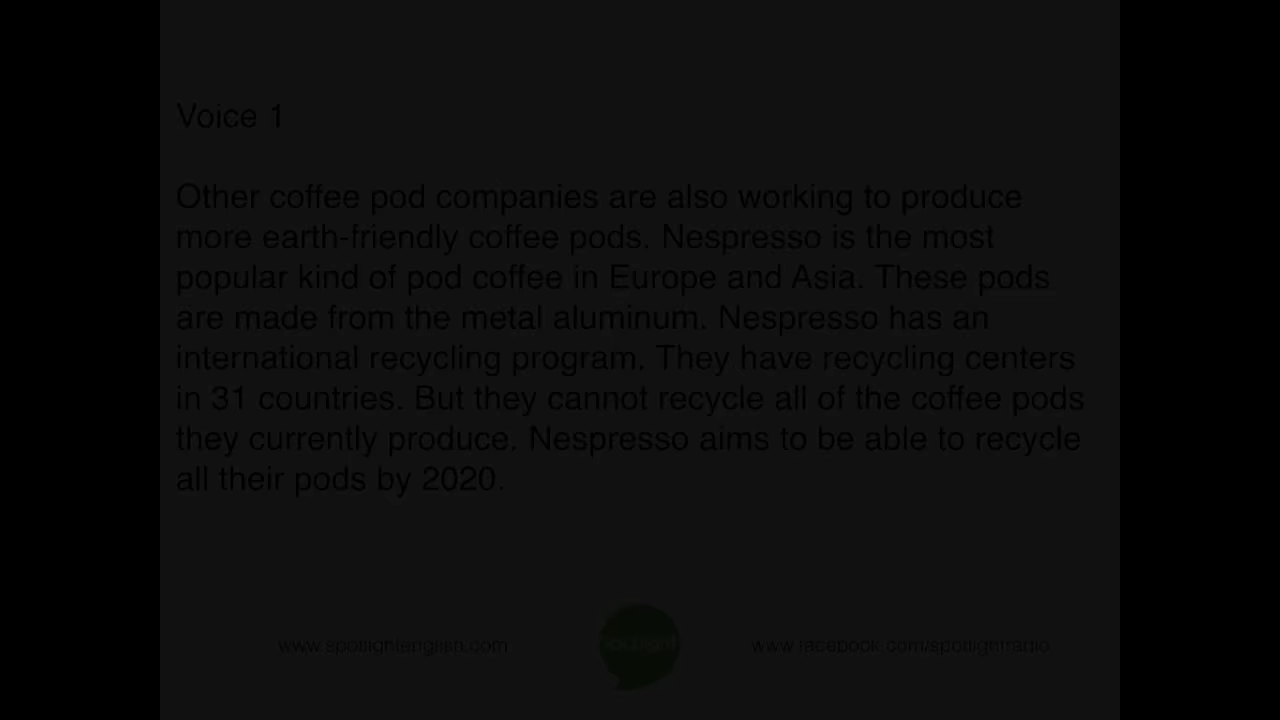 Voice 1
Other coffee pod companies are also working to produce
more earth-friendly coffee pods. Nespresso is the most
popular kind of pod coffee in Europe and Asia. These pods
are made from the metal aluminum. Nespresso has an
international recycling program. They have recycling centers
in 31 countries. But they cannot recycle all of the coffee pods
they currently produce. Nespresso aims to be able to recycle
all their pods by 2020.
www.spotlightenglish.com spotlight www.facebook.com/spotlightradio